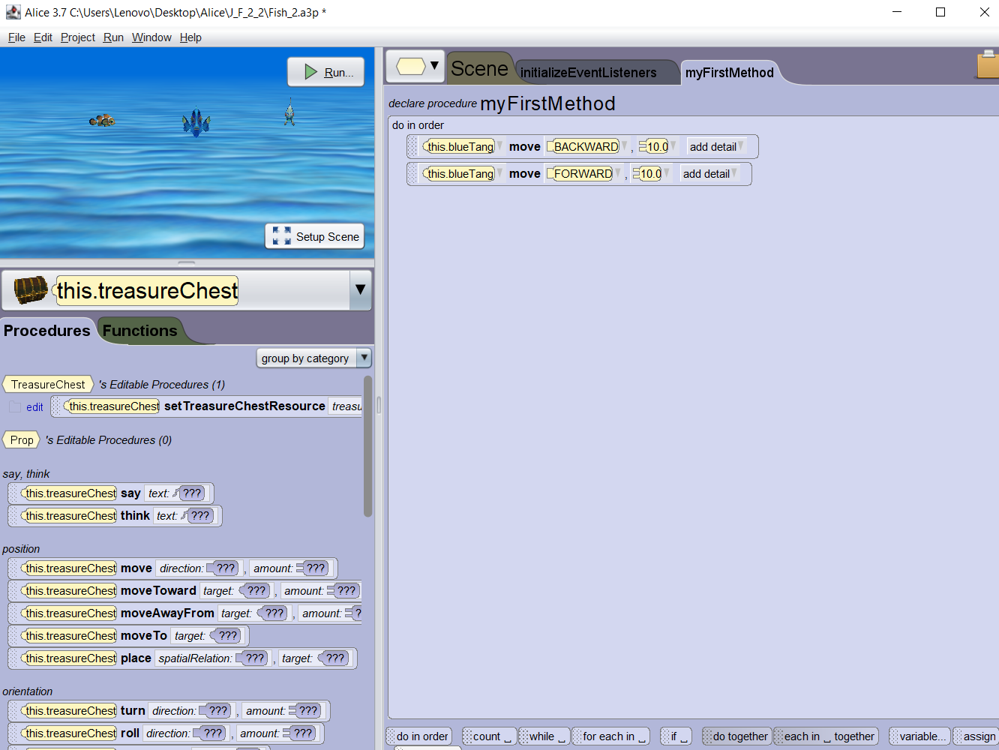 Alice 3.7 C:\Users\Lenovo\Desktop\Alice\J_F_2_2\Fish_2.a3p *
File Edit Project Run Window Help
Run...
Setup Scene
this.treasureChest
Procedures Functions
group by category
TreasureChest 's Editable Procedures (1)
edit this.treasureChest setTreasureChestResource treasu
Prop 's Editable Procedures (0)
say, think
this.treasureChest say text: ???
this.treasureChest think text: ???
position
this.treasureChest move direction: ??? , amount: ???
this.treasureChest moveToward target: ??? , amount: ???
this.treasureChest moveAwayFrom target: ??? , amount: ?
this.treasureChest moveTo target: ???
this.treasureChest place spatialRelation: ??? , target: ???
orientation
this.treasureChest turn direction: ??? , amount: ???
this.treasureChest roll direction: ??? , amount: ???
Scene initializeEventListeners myFirstMethod
declare procedure myFirstMethod
do in order
this.blueTang move BACKWARD , 10.0 add detail
this.blueTang move FORWARD , 10.0 add detail
do in order count _ while _ for each in _ if _ do together each in _ together variable... assign